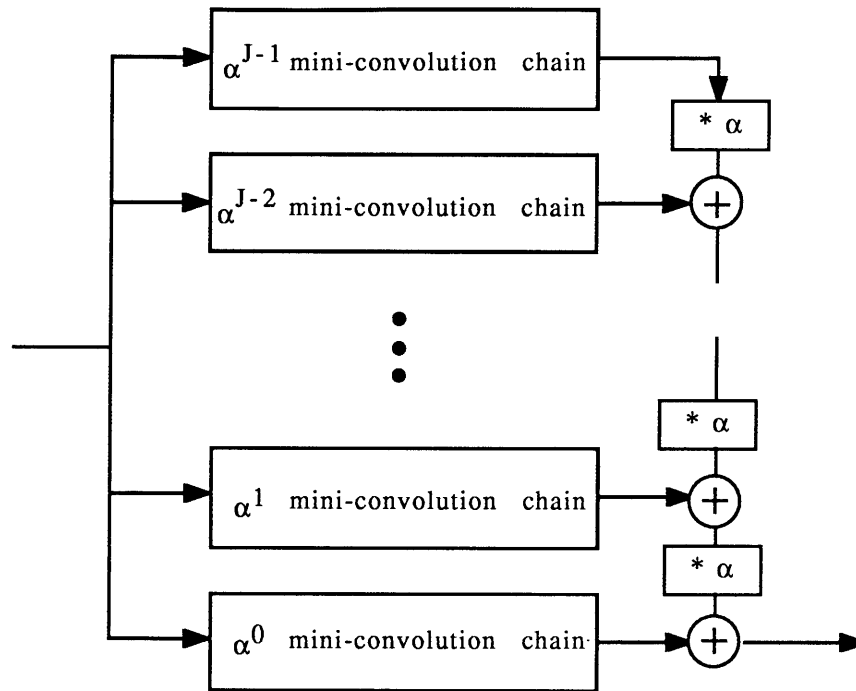 α^{J-1} mini-convolution chain
* α
α^{J-2} mini-convolution chain
+
* α
α^1 mini-convolution chain
+
* α
α^0 mini-convolution chain
+